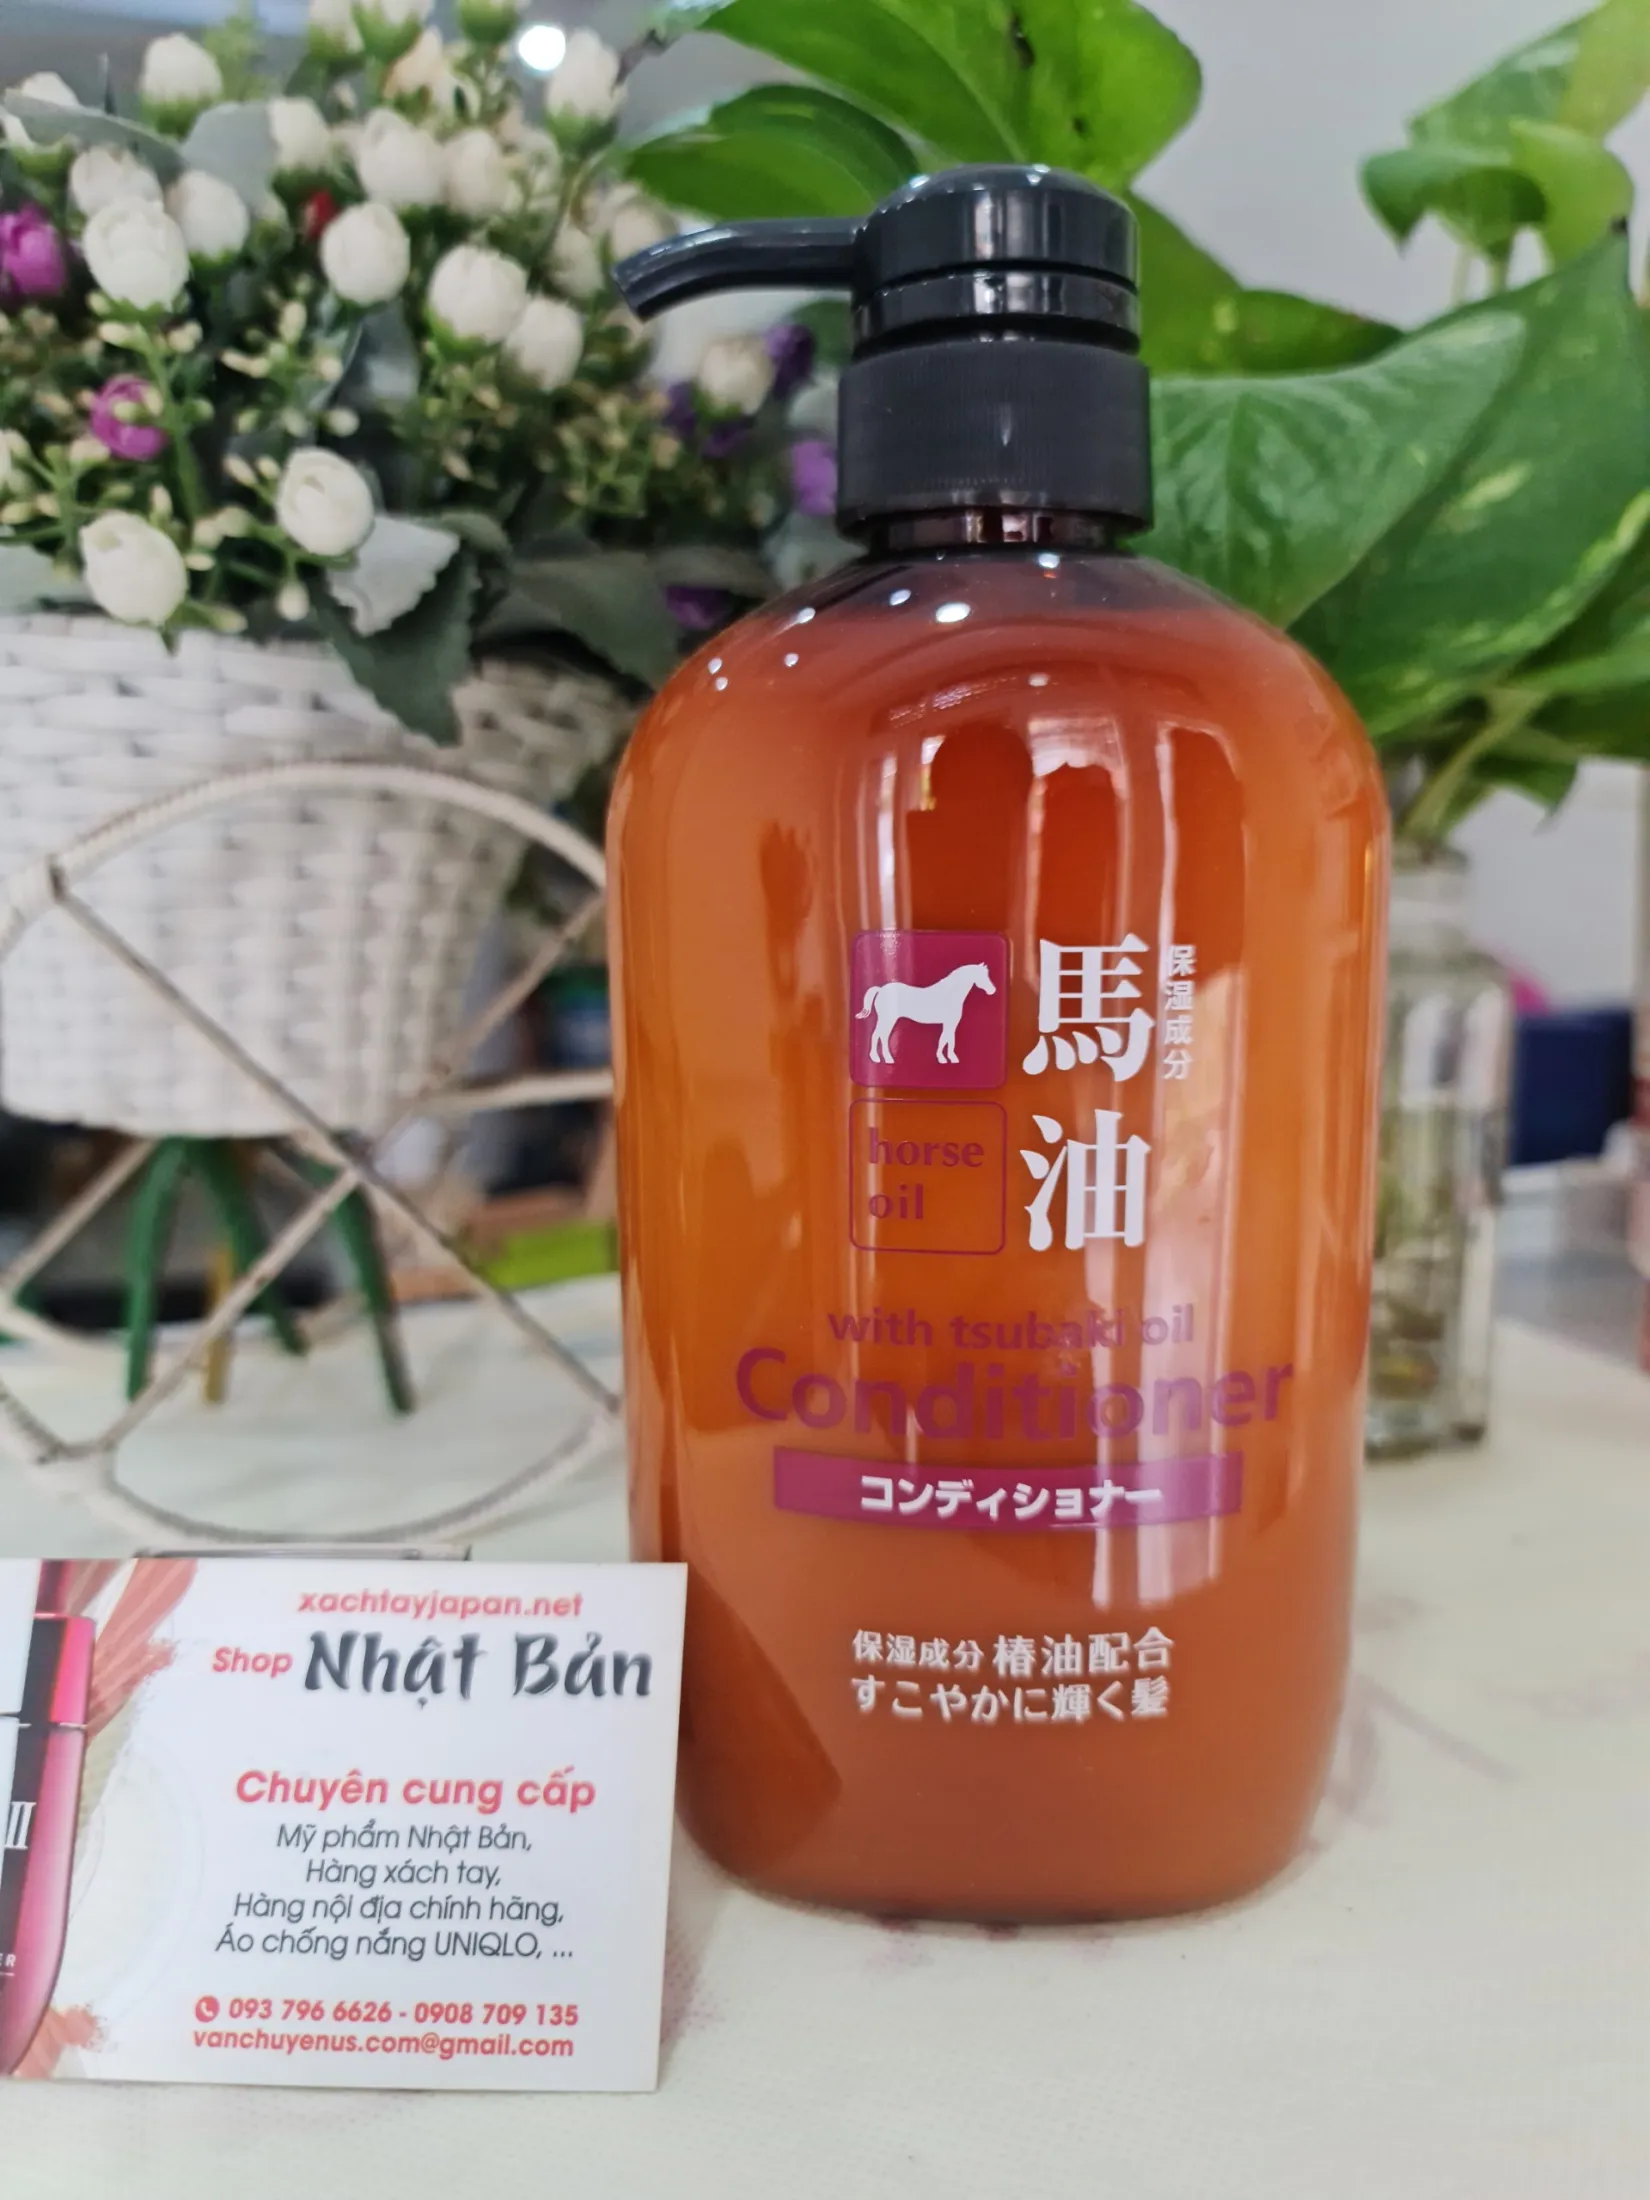 馬油
保湿成分
horse
oil
with tsubaki oil
Conditioner
コンディショナー
保湿成分 椿油配合
すこやかに輝く髪
xachtayjapan.net
Shop Nhật Bản
Chuyên cung cấp
Mỹ phẩm Nhật Bản,
Hàng xách tay,
Hàng nội địa chính hãng,
Áo chống nắng UNIQLO, ...
093 796 6626 - 0908 709 135
vanchuyenus.com@gmail.com